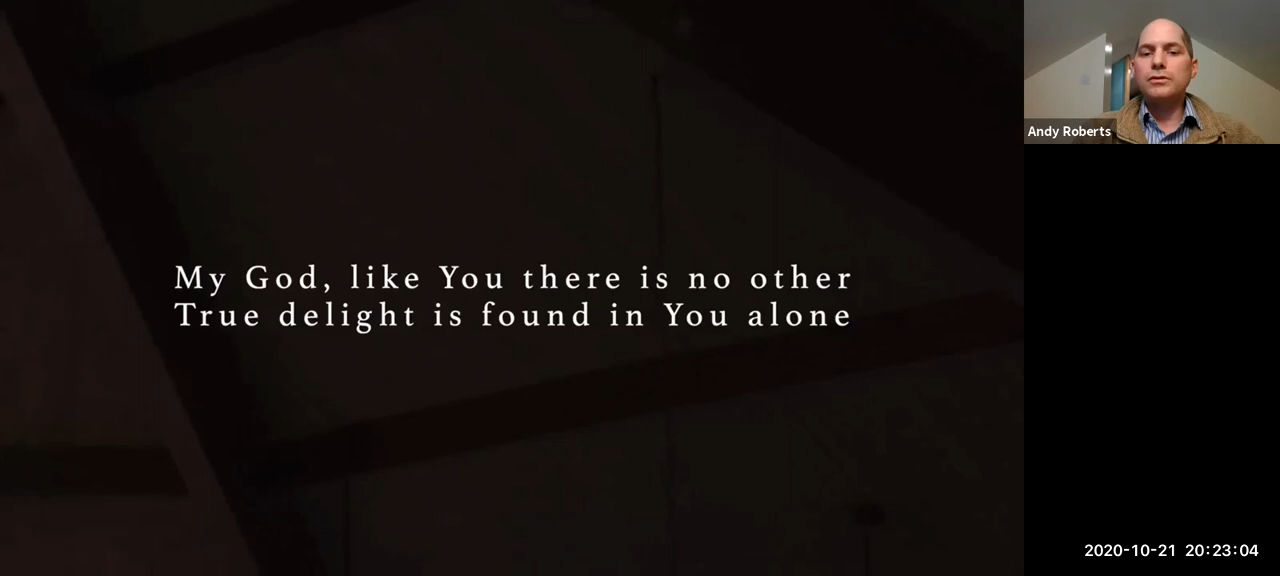 My God, like You there is no other
True delight is found in You alone
Andy Roberts
2020-10-21 20:23:04